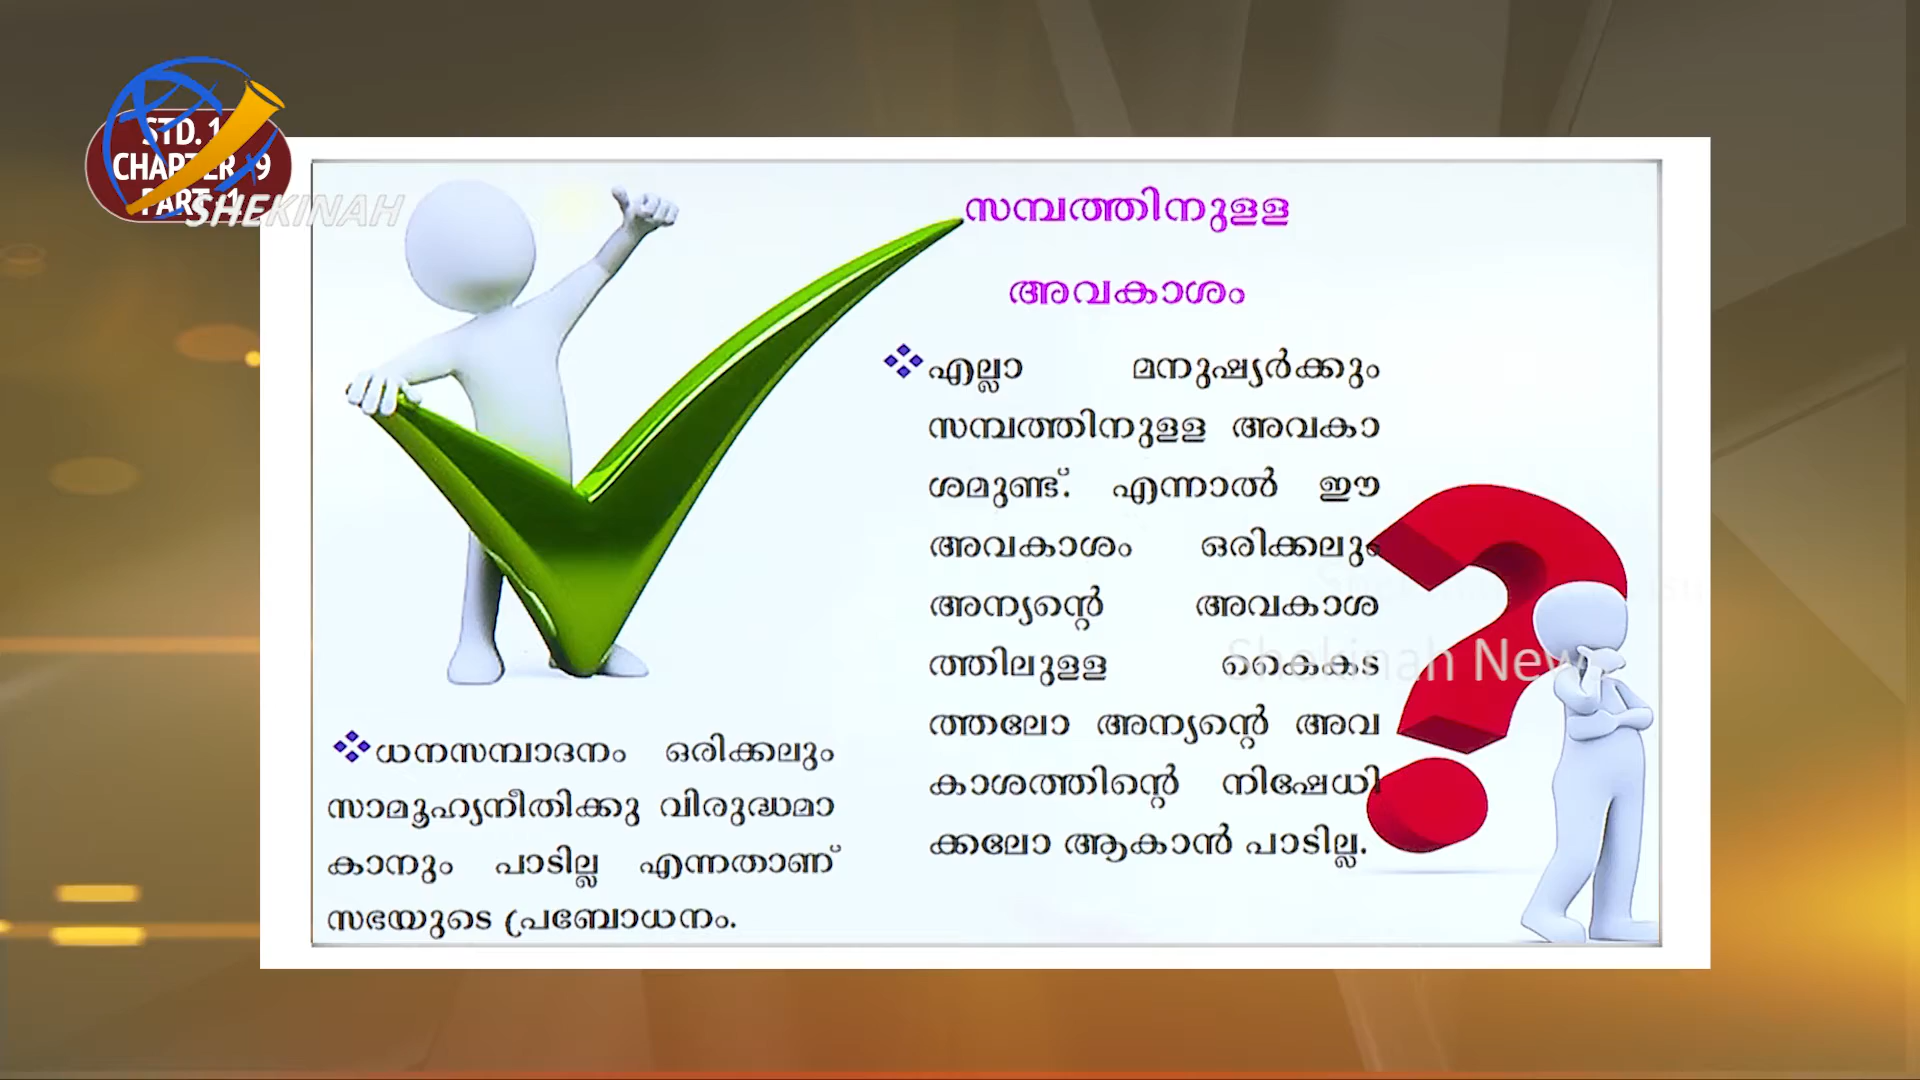 STD. 1
CHAPTER 9
PART 1
SHEKINAH
സമ്പത്തിനുള്ള
അവകാശം
എല്ലാ മനുഷ്യർക്കും
സമ്പത്തിനുള്ള അവകാ
ശമുണ്ട്. എന്നാൽ ഈ
അവകാശം ഒരിക്കലും
അന്യന്റെ അവകാശ
ത്തിലുള്ള കൈകട
ത്തലോ അന്യന്റെ അവ
കാശത്തിന്റെ നിഷേധി
ക്കലോ ആകാൻ പാടില്ല.
ധനസമ്പാദനം ഒരിക്കലും
സാമൂഹ്യനീതിക്കു വിരുദ്ധമാ
കാനും പാടില്ല എന്നതാണ്
സഭയുടെ പ്രബോധനം.
Shekinah New